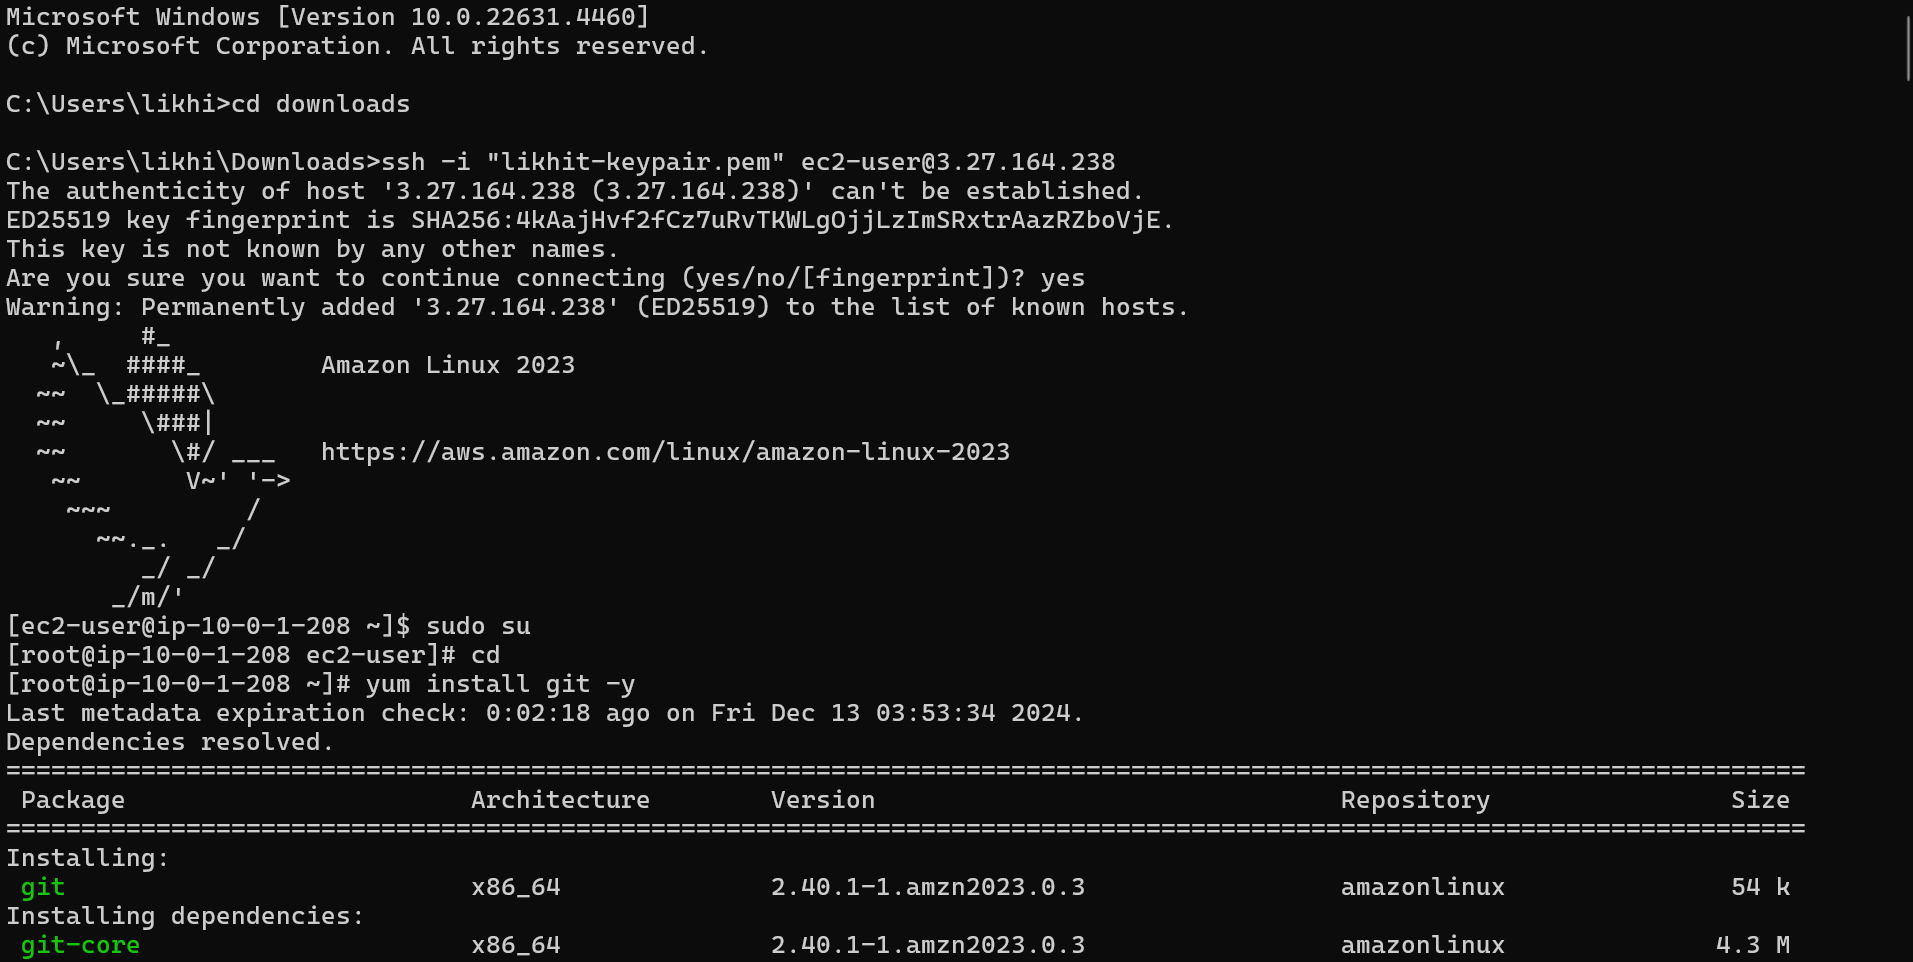 Microsoft Windows [Version 10.0.22631.4460]
(c) Microsoft Corporation. All rights reserved.

C:\Users\likhi>cd downloads

C:\Users\likhi\Downloads>ssh -i "likhit-keypair.pem" ec2-user@3.27.164.238
The authenticity of host '3.27.164.238 (3.27.164.238)' can't be established.
ED25519 key fingerprint is SHA256:4kAajHvf2fCz7uRvTKWLgOjjLzImSRxtrAazRZboVjE.
This key is not known by any other names.
Are you sure you want to continue connecting (yes/no/[fingerprint])? yes
Warning: Permanently added '3.27.164.238' (ED25519) to the list of known hosts.
   ,     #_
   ~\_  ####_        Amazon Linux 2023
  ~~  \_#####\
  ~~     \###|
  ~~       \#/ ___   https://aws.amazon.com/linux/amazon-linux-2023
   ~~       V~' '->
    ~~~         /
      ~~._.   _/
         _/ _/
       _/m/'
[ec2-user@ip-10-0-1-208 ~]$ sudo su
[root@ip-10-0-1-208 ec2-user]# cd
[root@ip-10-0-1-208 ~]# yum install git -y
Last metadata expiration check: 0:02:18 ago on Fri Dec 13 03:53:34 2024.
Dependencies resolved.
========================================================================================================================
 Package                       Architecture        Version                               Repository                Size
========================================================================================================================
Installing:
 git                           x86_64              2.40.1-1.amzn2023.0.3                 amazonlinux               54 k
Installing dependencies:
 git-core                      x86_64              2.40.1-1.amzn2023.0.3                 amazonlinux              4.3 M